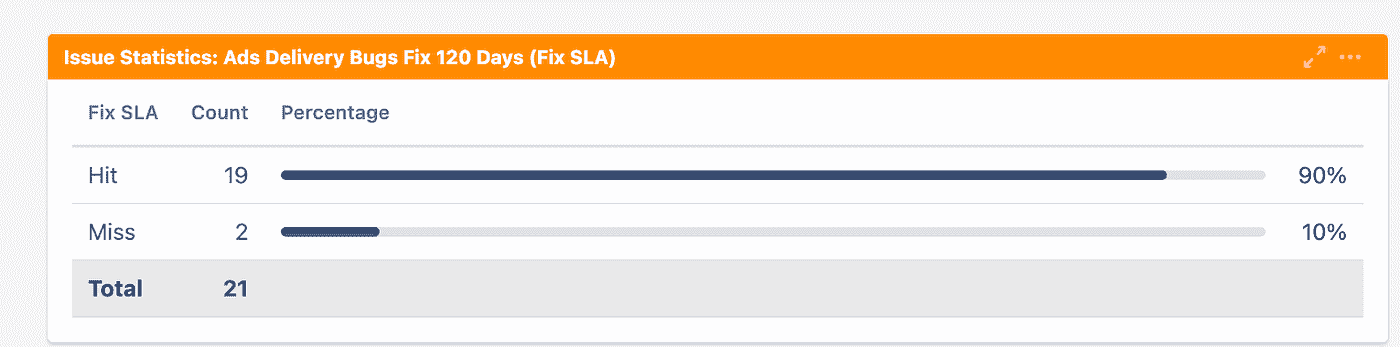 Issue Statistics: Ads Delivery Bugs Fix 120 Days (Fix SLA)
Fix SLA Count Percentage
Hit 19 90%
Miss 2 10%
Total 21